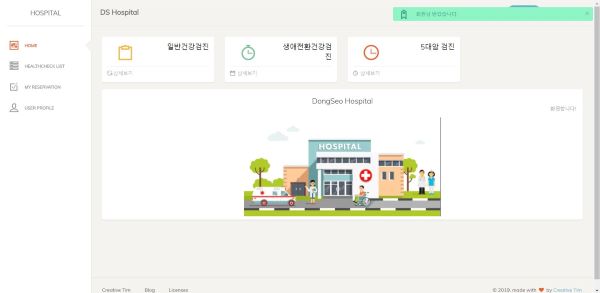 HOSPITAL
DS Hospital
회원님 반갑습니다
HOME
HEALTHCHECK LIST
MY RESERVATION
USER PROFILE
일반건강검진
상세보기
생애전환건강검
진
상세보기
5대암 검진
상세보기
DongSeo Hospital
환영합니다!
HOSPITAL
Creative Tim
Blog
Licenses
© 2019, made with ❤ by Creative Tim